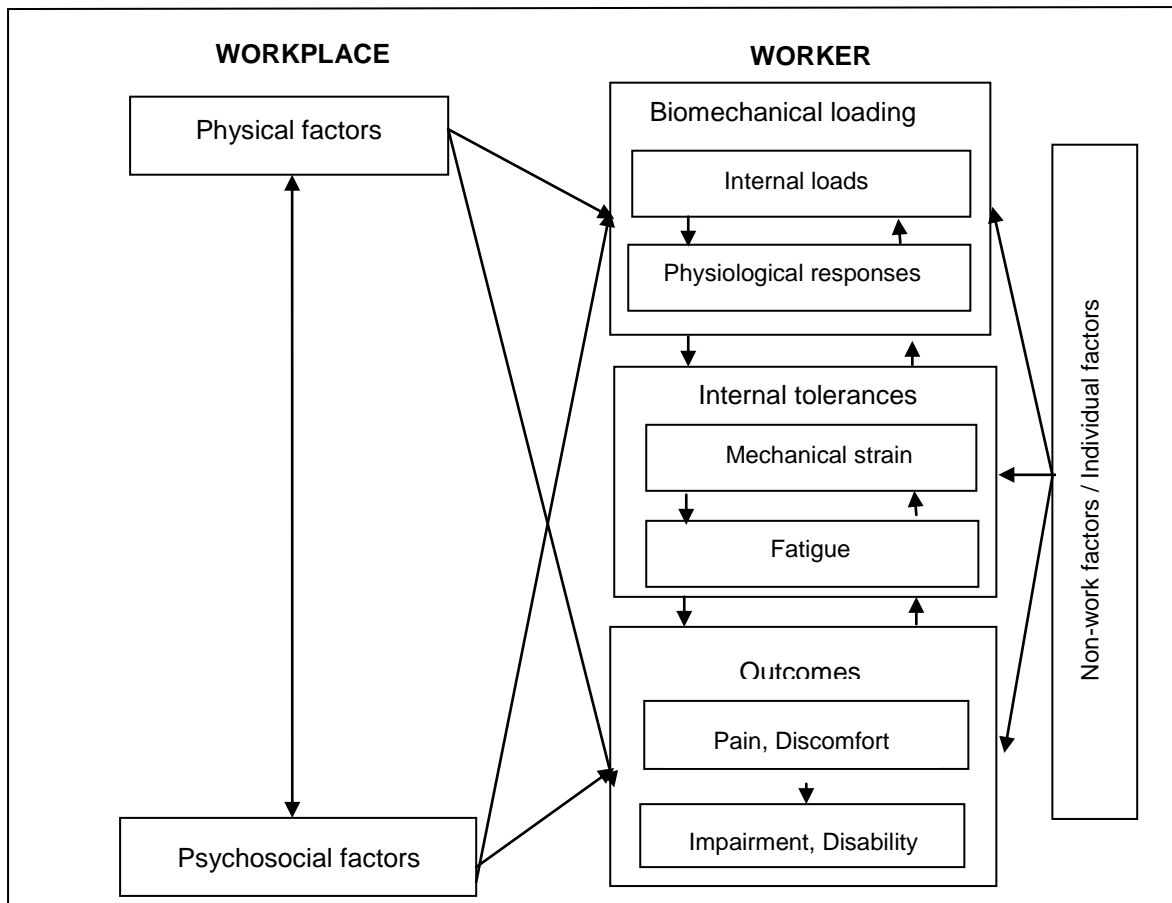 WORKPLACE
WORKER
Physical factors
Psychosocial factors
Biomechanical loading
Internal loads
Physiological responses
Internal tolerances
Mechanical strain
Fatigue
Outcomes
Pain, Discomfort
Impairment, Disability
Non-work factors / Individual factors